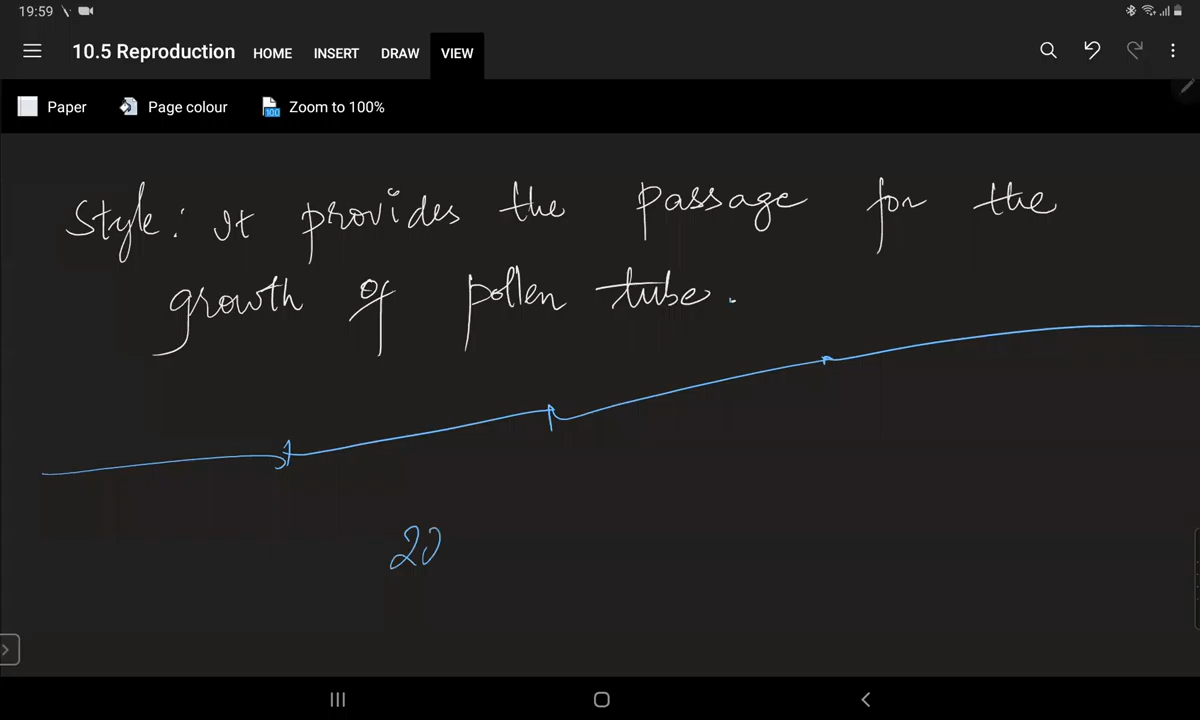 19:59
10.5 Reproduction HOME INSERT DRAW VIEW
Paper Page colour 100 Zoom to 100%
Style: It provides the passage for the
growth of pollen tube.
20